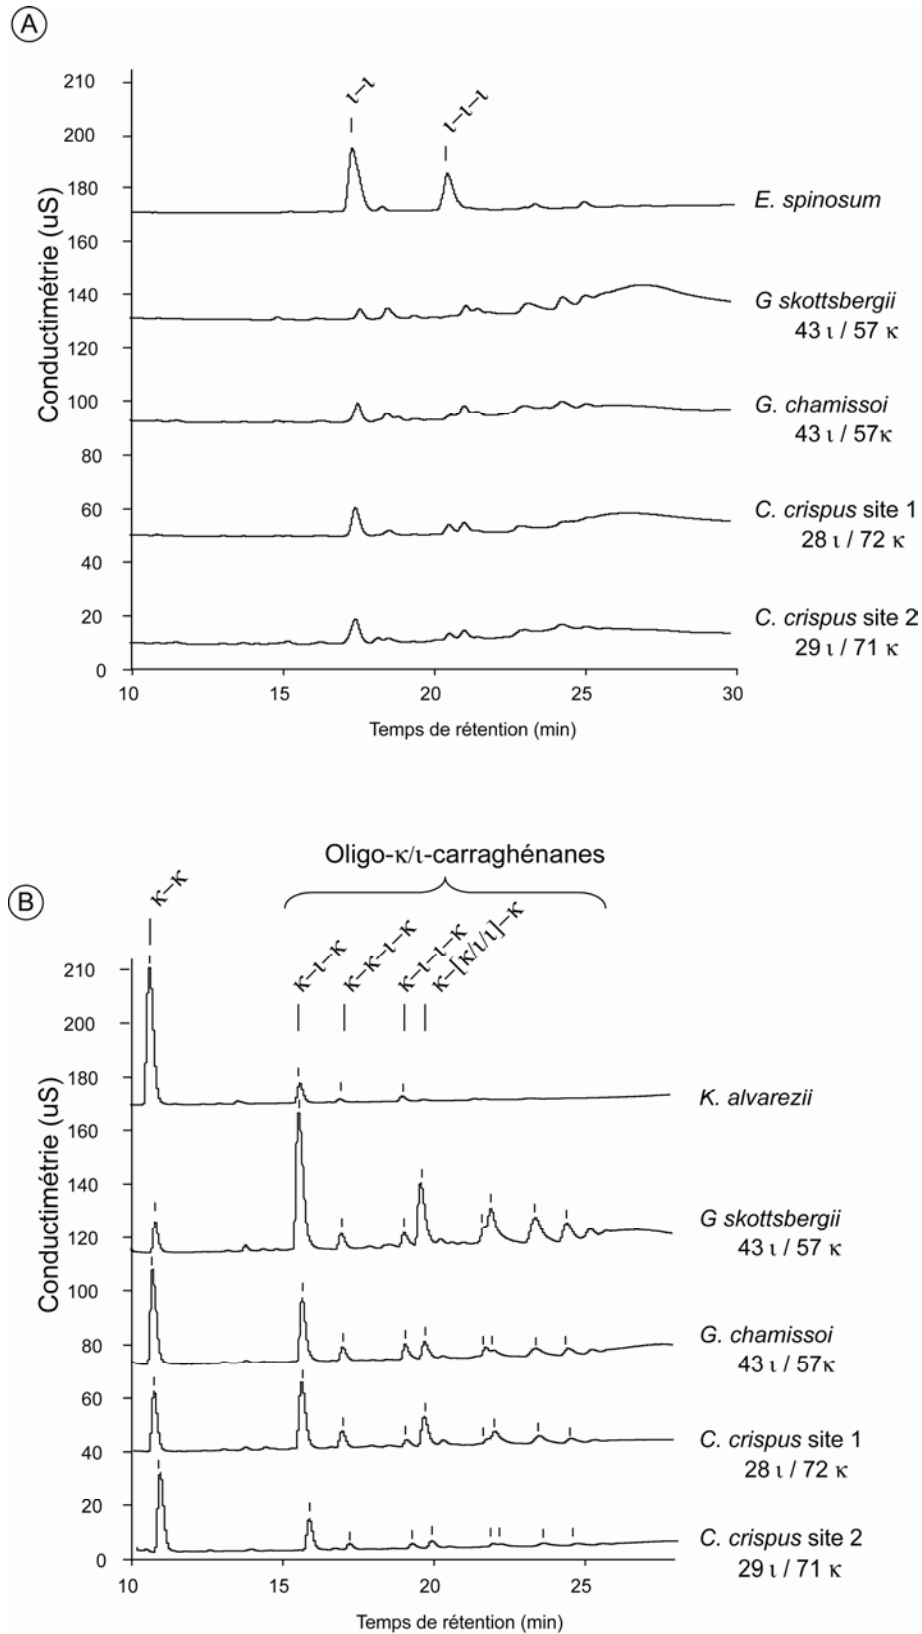 A
Conductimétrie (uS)
210
200
180
160
140
120
100
80
60
40
20
0
10
15
20
25
30
Temps de rétention (min)
ι–ι
ι–ι–ι
E. spinosum
G skottsbergii
43 ι / 57 κ
G. chamissoi
43 ι / 57κ
C. crispus site 1
28 ι / 72 κ
C. crispus site 2
29 ι / 71 κ
Oligo-κ/ι-carraghénanes
B
κ–κ
κ–ι–κ
κ–κ–ι–κ
κ–ι–ι–κ
κ–[κ/ι/ι]–κ
Conductimétrie (uS)
210
200
180
160
140
120
100
80
60
40
20
0
10
15
20
25
Temps de rétention (min)
K. alvarezii
G skottsbergii
43 ι / 57 κ
G. chamissoi
43 ι / 57κ
C. crispus site 1
28 ι / 72 κ
C. crispus site 2
29 ι / 71 κ